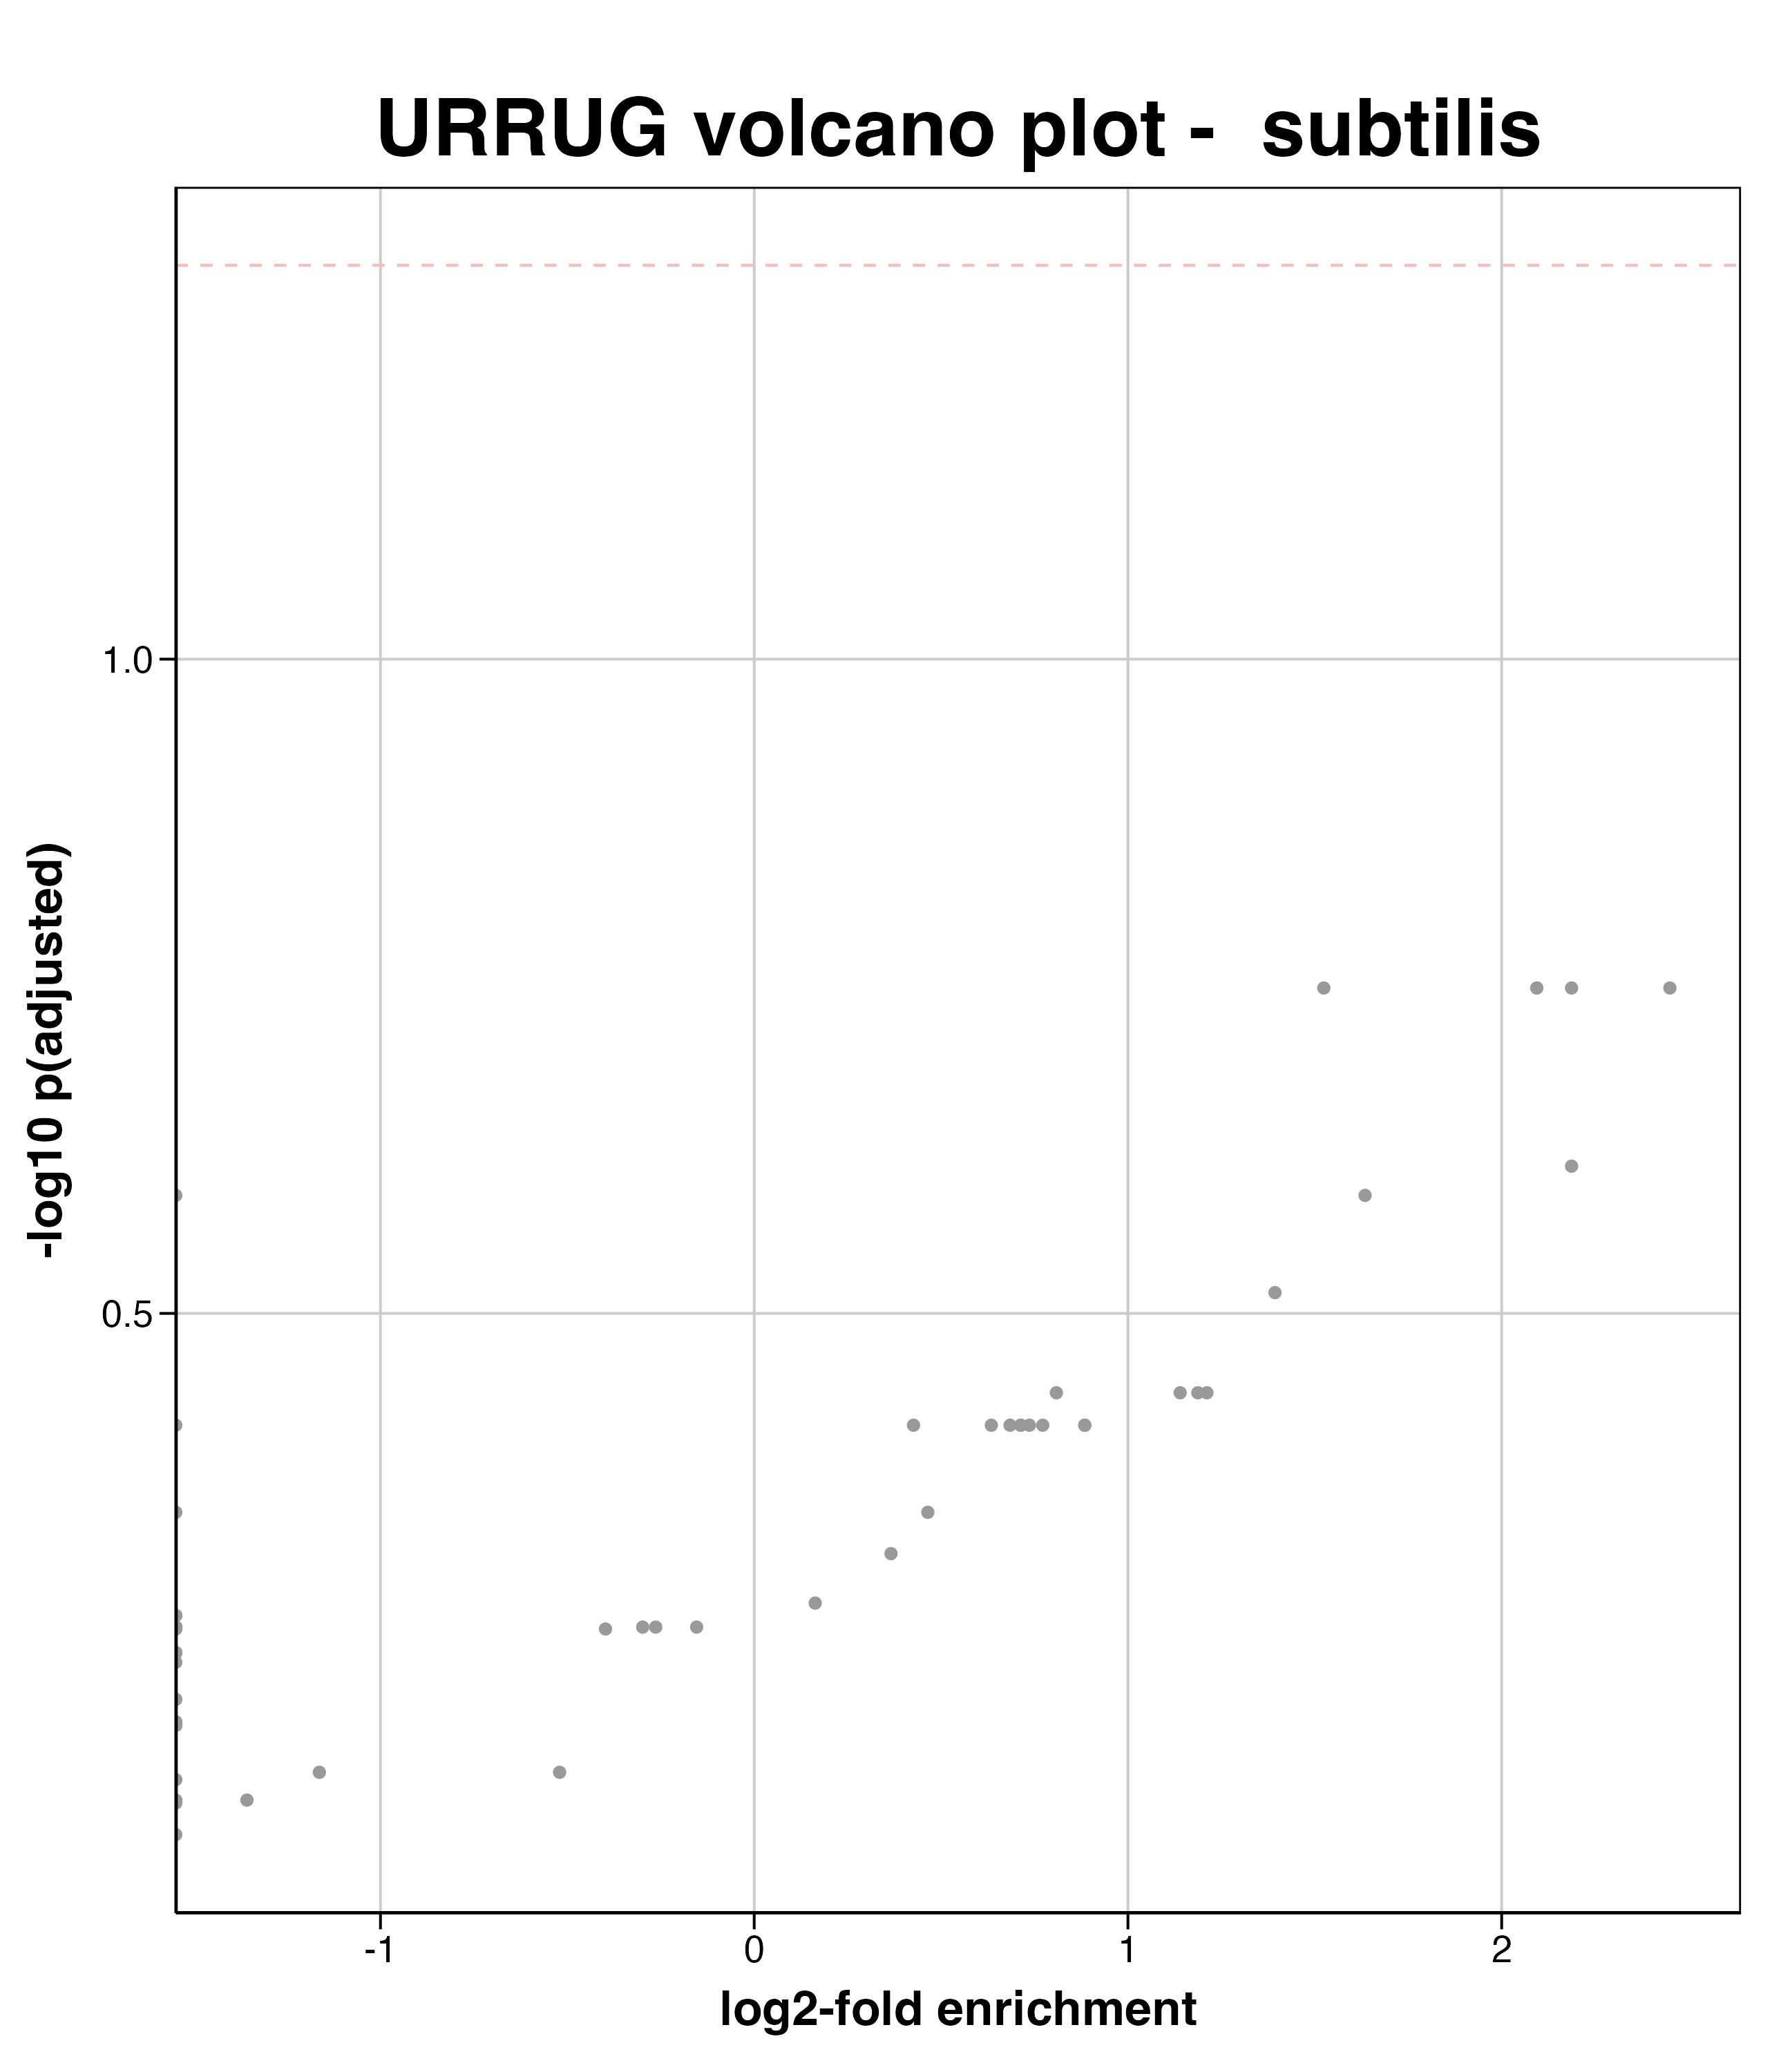 URRUG volcano plot -  subtilis
1.0
0.5
-log10 p(adjusted)
-1
0
1
2
log2-fold enrichment